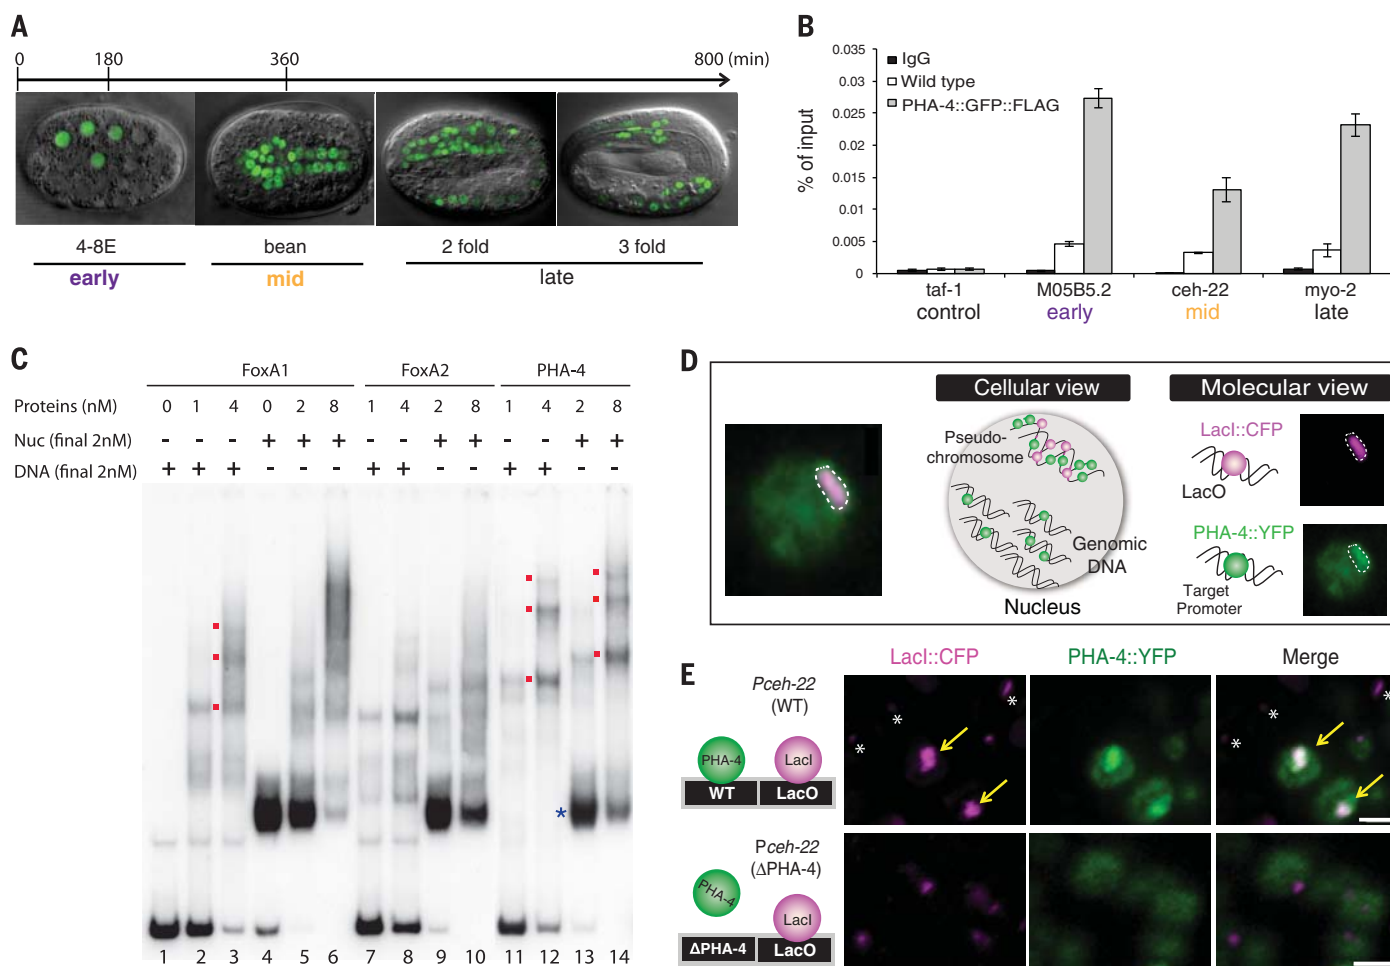 A
0 180 360 800 (min)
4-8E bean 2 fold 3 fold
early mid late
B
% of input
0.035
0.03
0.025
0.02
0.015
0.01
0.005
0
IgG
Wild type
PHA-4::GFP::FLAG
taf-1 M05B5.2 ceh-22 myo-2
control early mid late
C
FoxA1 FoxA2 PHA-4
Proteins (nM) 0 1 4 0 2 8 1 4 2 8 1 4 2 8
Nuc (final 2nM) - - - + + + - - + + - - + +
DNA (final 2nM) + + + - - - + + - - + + - -
*
1 2 3 4 5 6 7 8 9 10 11 12 13 14
D
Cellular view
Pseudo-
chromosome
Genomic
DNA
Nucleus
Molecular view
LacI::CFP
LacO
PHA-4::YFP
Target
Promoter
E
LacI::CFP PHA-4::YFP Merge
Pceh-22
(WT)
PHA-4 LacI
WT LacO
* * *
* * *
Pceh-22
(ΔPHA-4)
PHA-4
LacI
ΔPHA-4 LacO